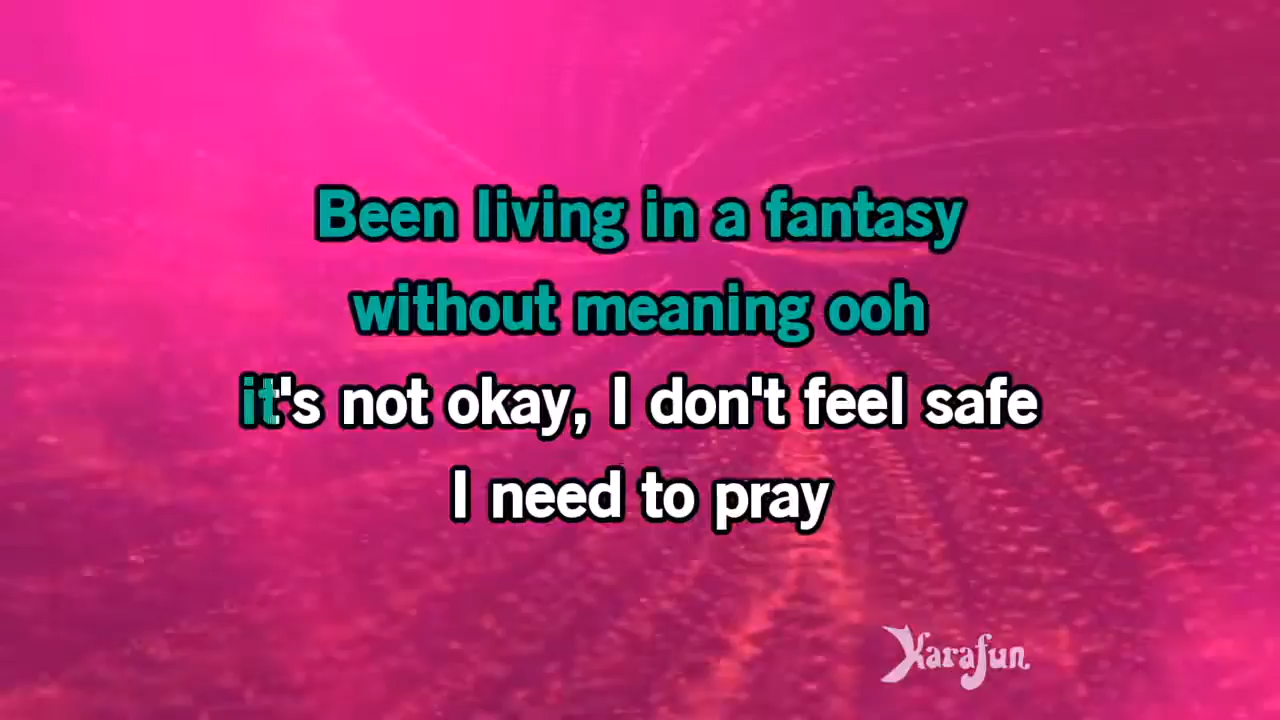 Been living in a fantasy
without meaning ooh
it's not okay, I don't feel safe
I need to pray
Karafun